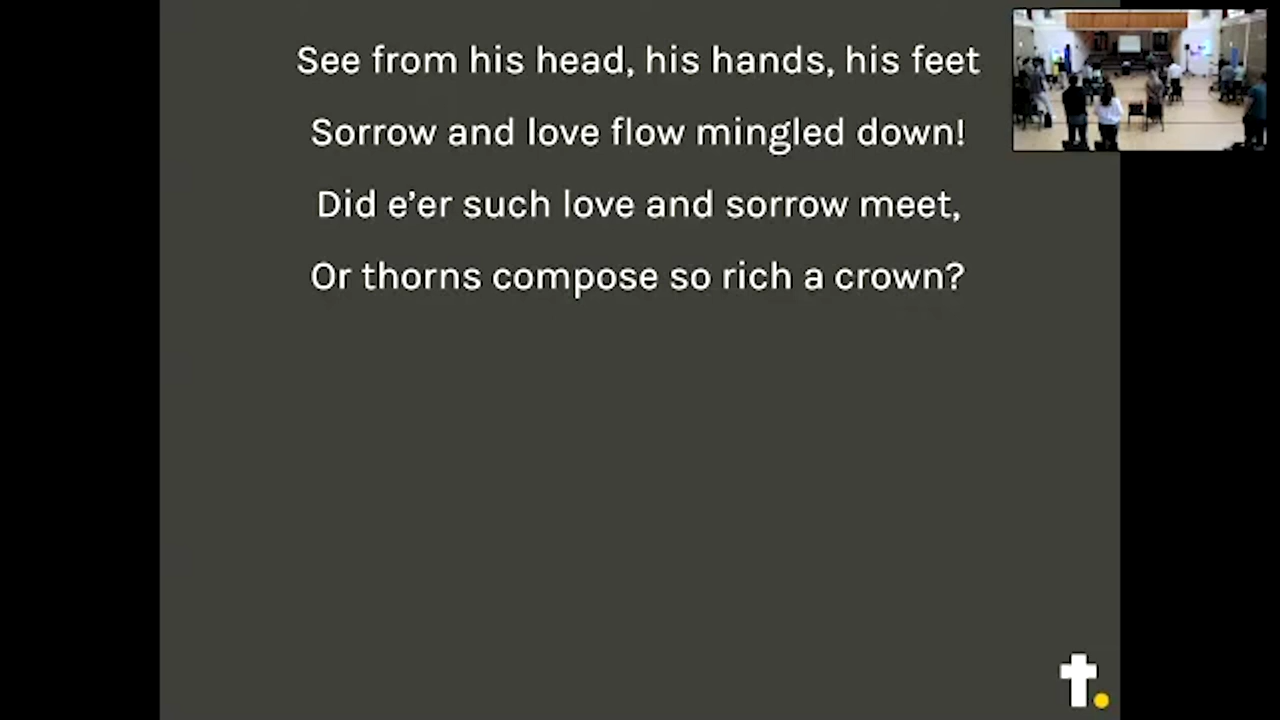 See from his head, his hands, his feet
Sorrow and love flow mingled down!
Did e’er such love and sorrow meet,
Or thorns compose so rich a crown?